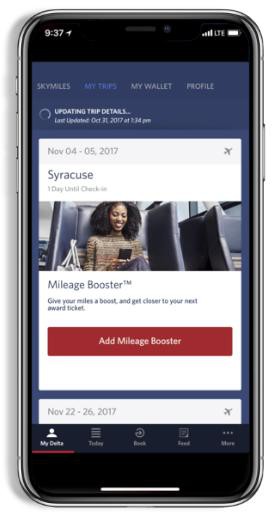 9:37 LTE
SKYMILES MY TRIPS MY WALLET PROFILE
UPDATING TRIP DETAILS...
Last Updated: Oct 31, 2017 at 1:34 pm
Nov 04 - 05, 2017
Syracuse
1 Day Until Check-in
Mileage Booster™
Give your miles a boost, and get closer to your next
award ticket.
Add Mileage Booster
Nov 22 - 26, 2017
My Delta Today Book Feed More